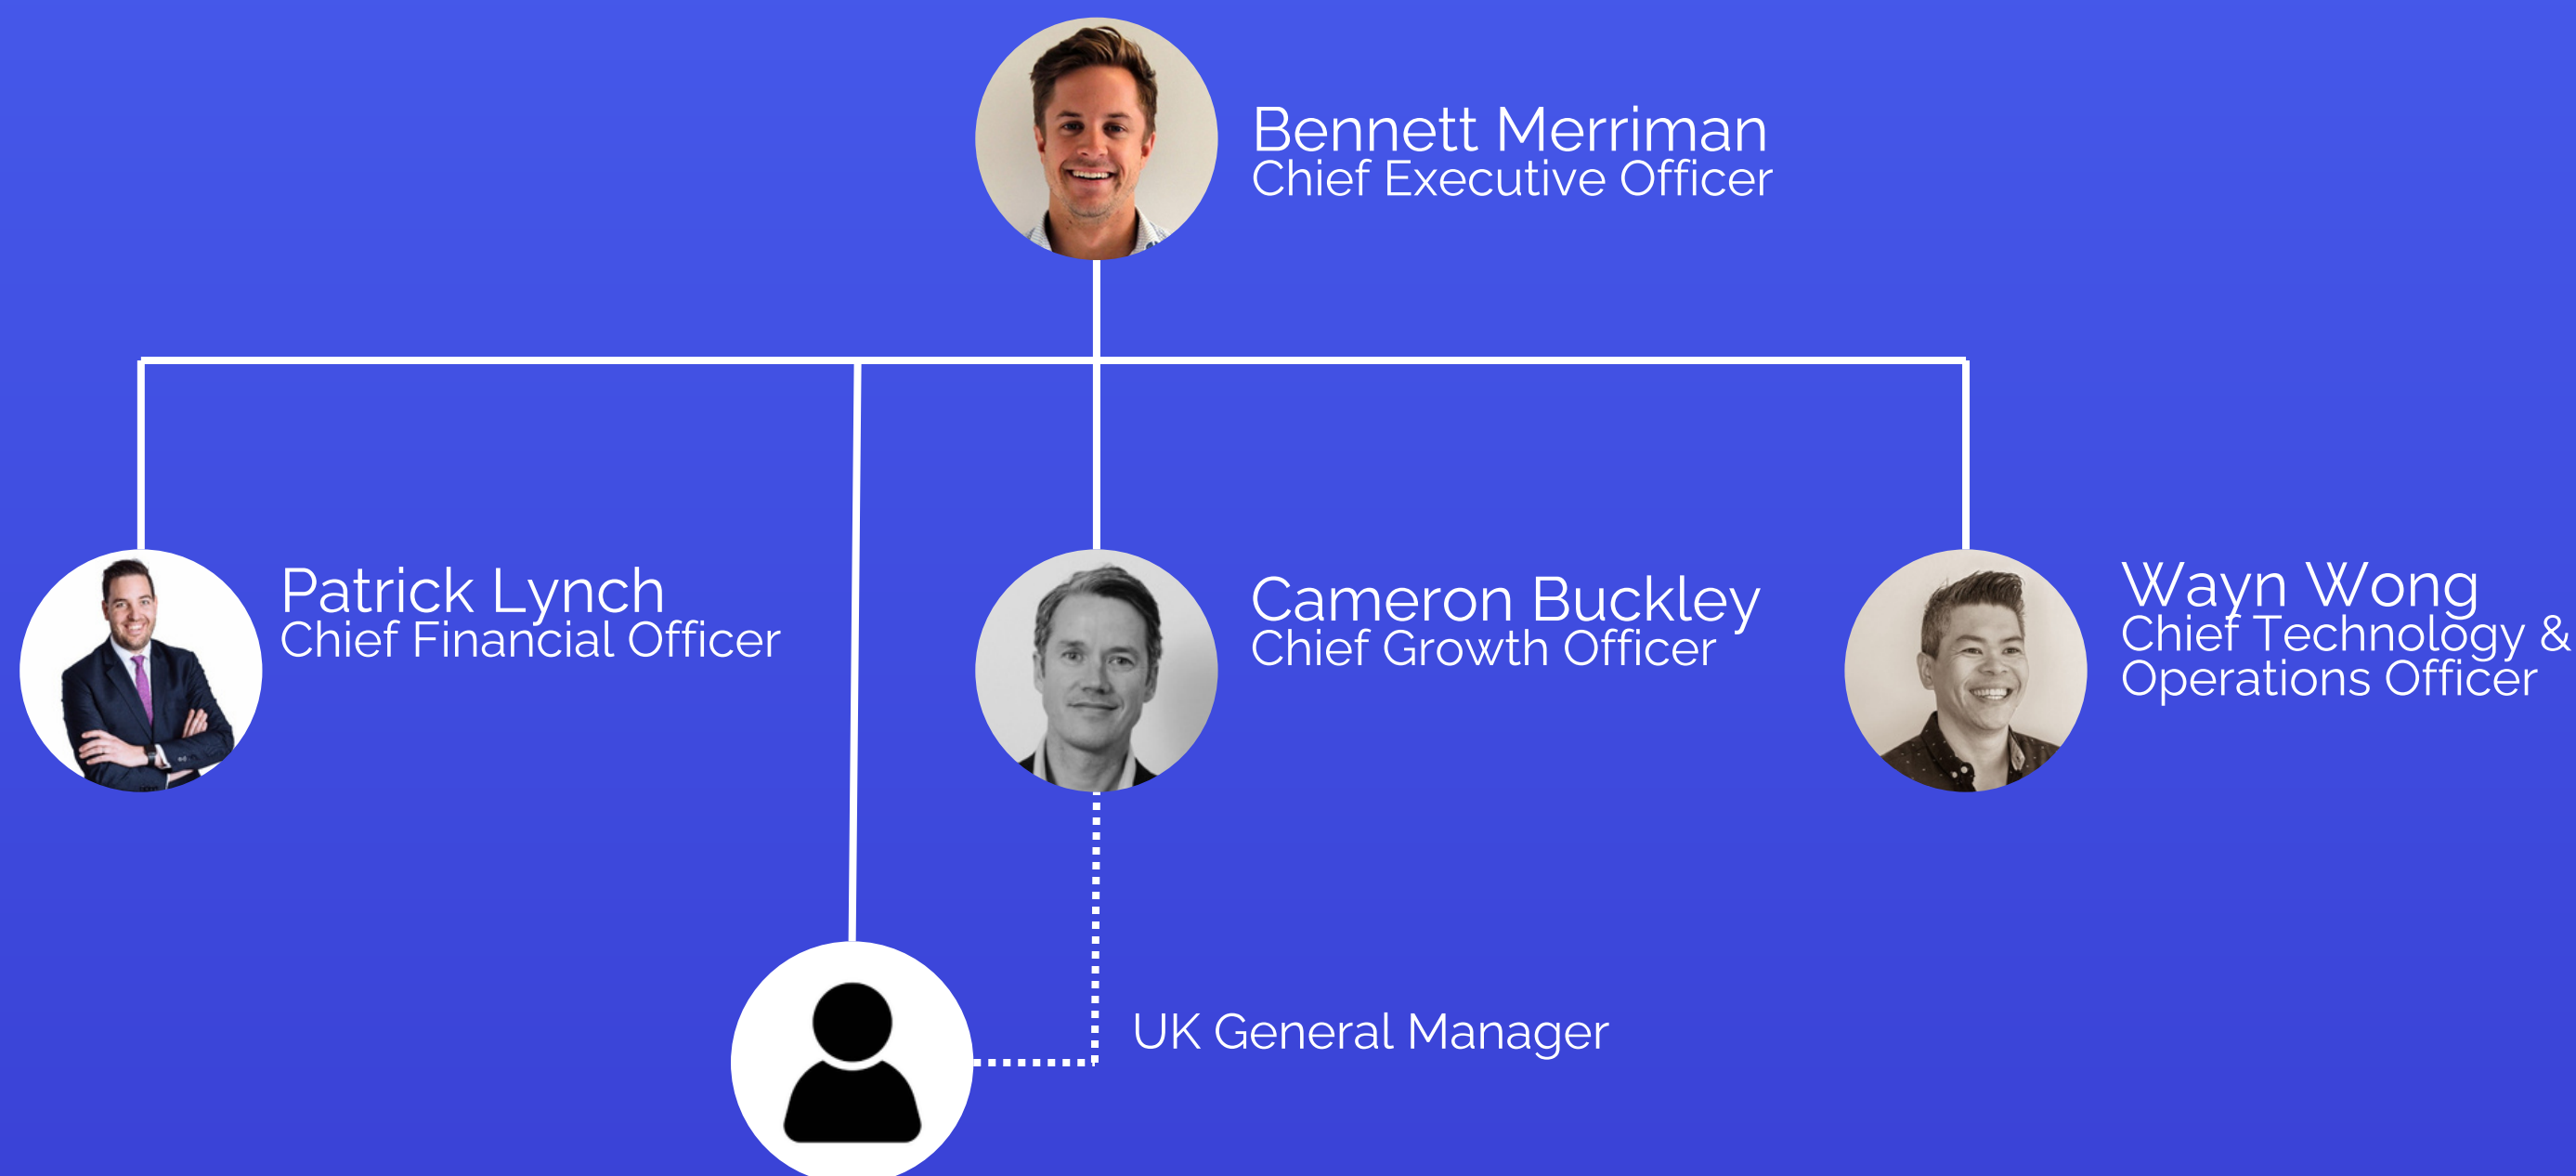 Bennett Merriman
Chief Executive Officer
Patrick Lynch
Chief Financial Officer
Cameron Buckley
Chief Growth Officer
Wayn Wong
Chief Technology &
Operations Officer
UK General Manager